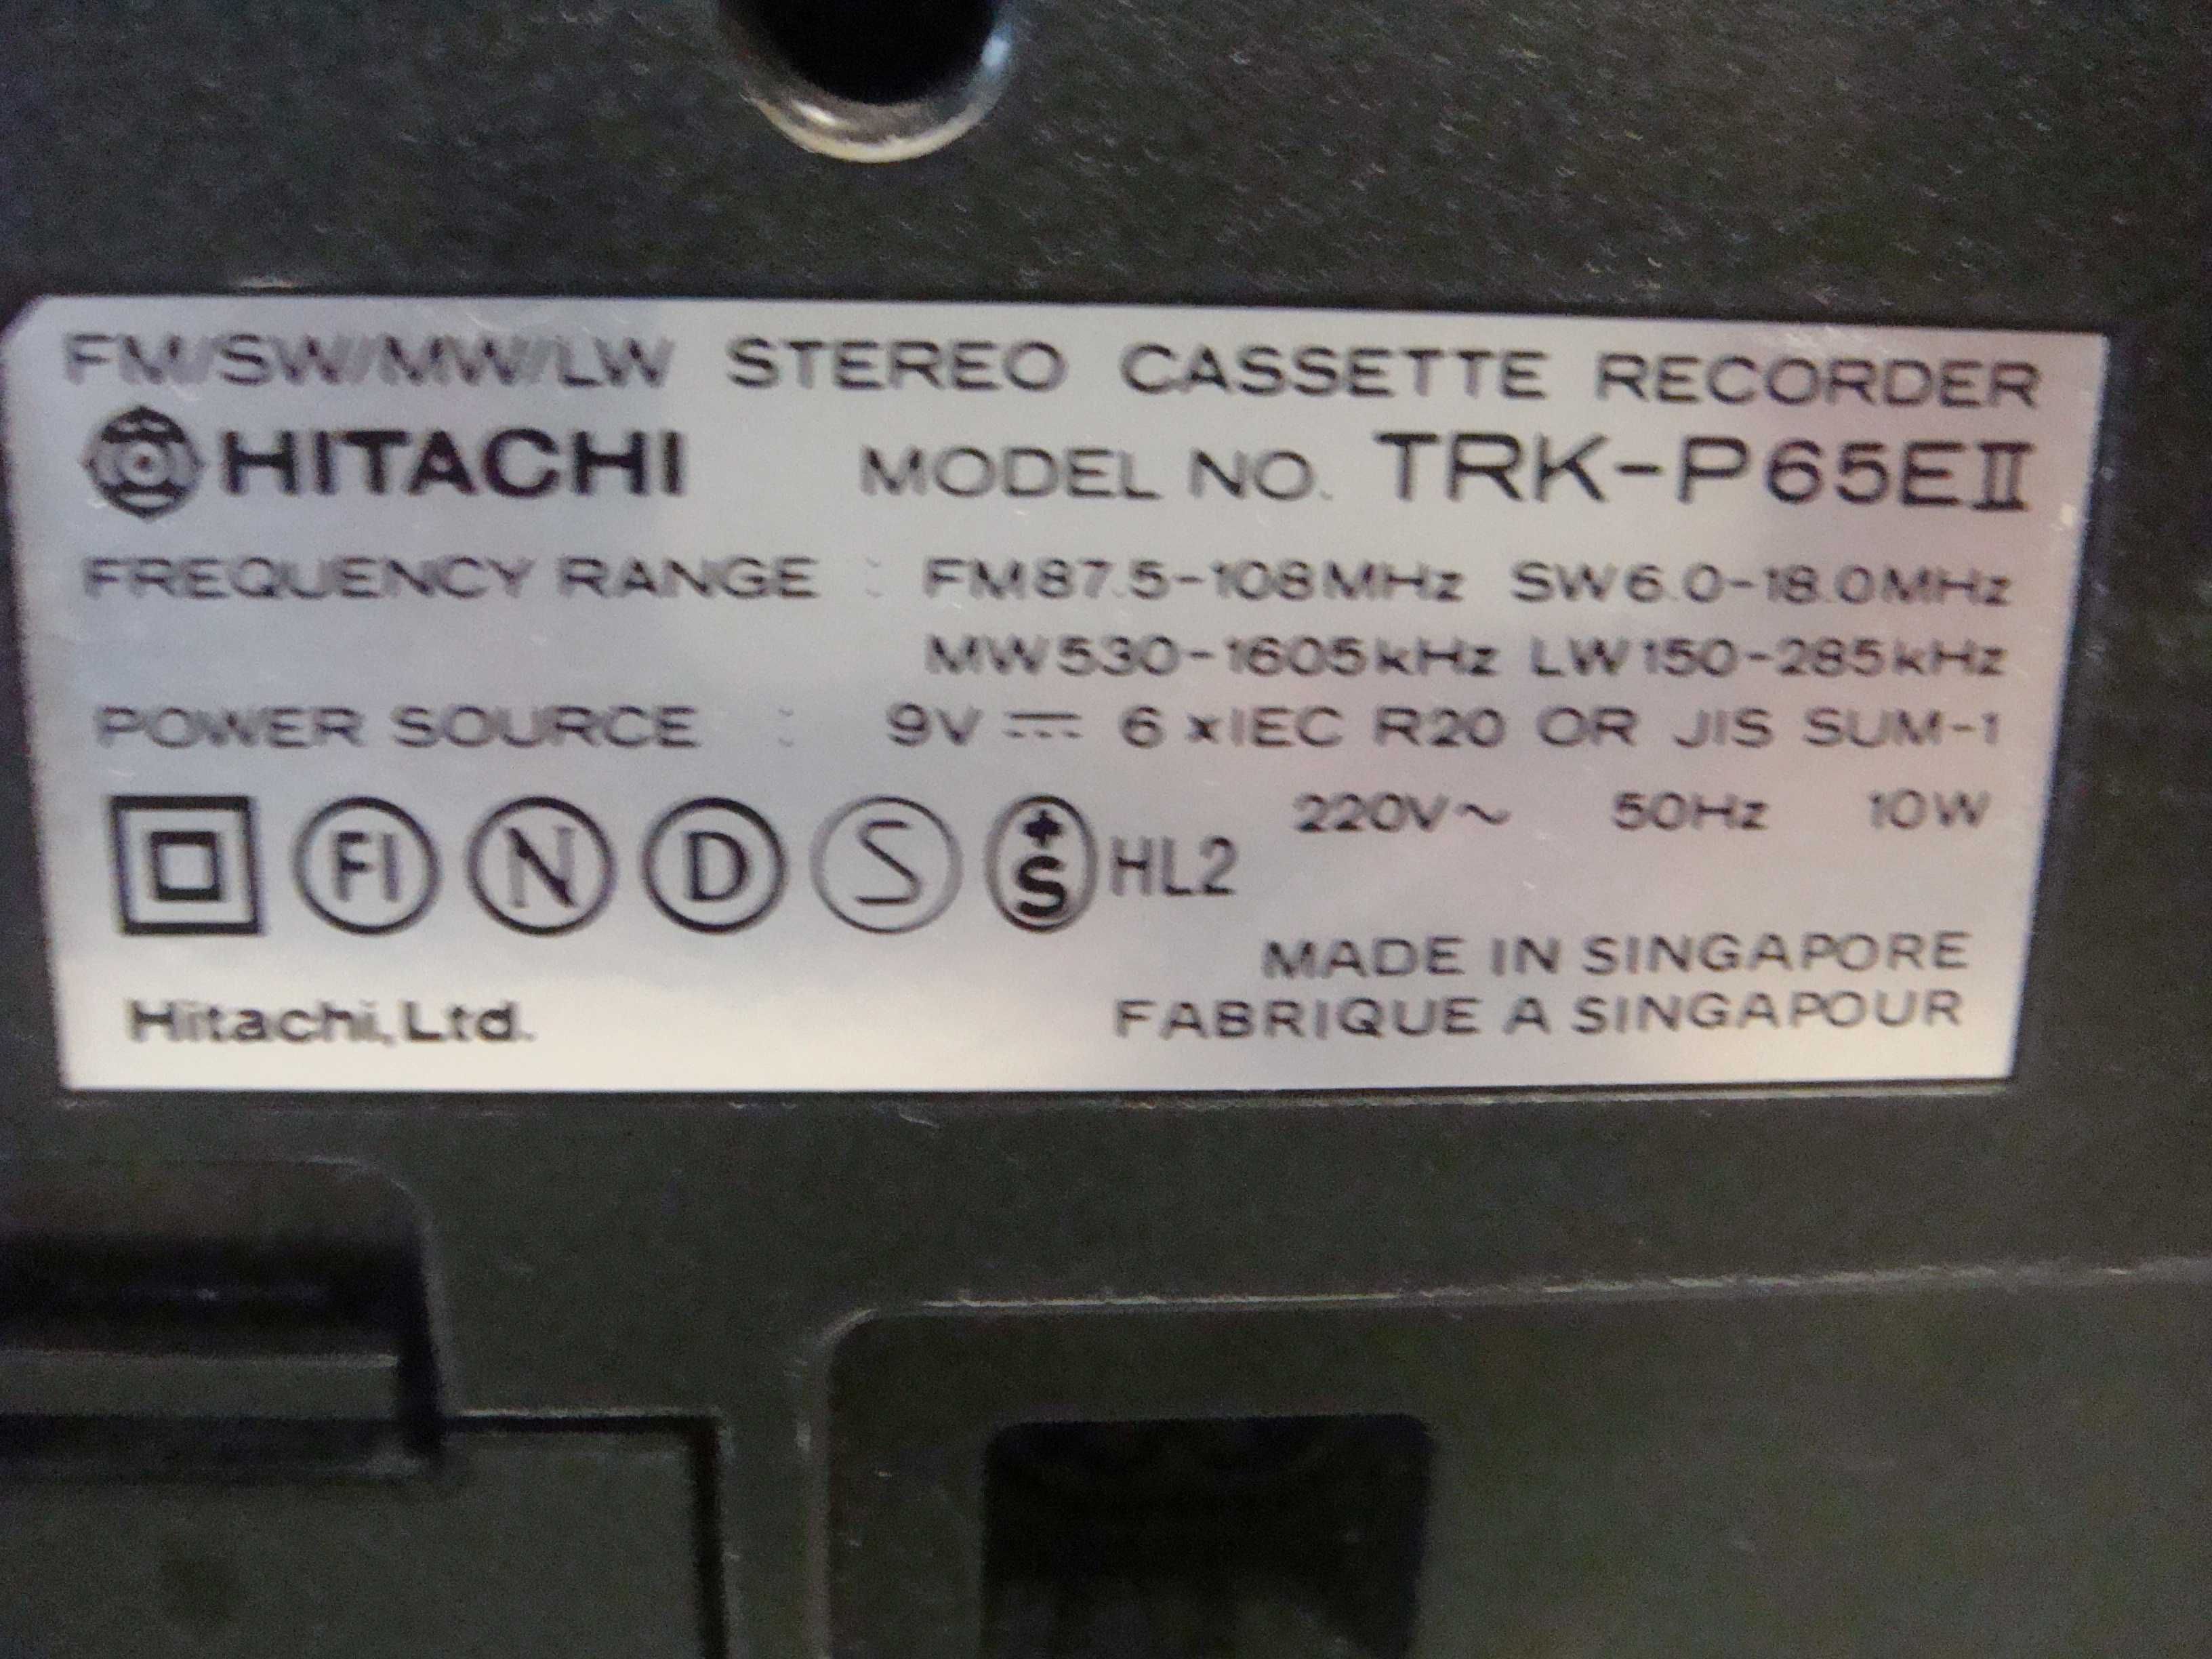 FM/SW/MW/LW STEREO CASSETTE RECORDER
HITACHI MODEL NO. TRK-P65EII
FREQUENCY RANGE : FM87.5-108MHz SW6.0-18.0MHz
MW530-1605kHz LW150-285kHz
POWER SOURCE : 9V ⎓ 6 xIEC R20 OR JIS SUM-1
220V~ 50Hz 10W
FI N D S +S HL2
MADE IN SINGAPORE
FABRIQUE A SINGAPOUR
Hitachi, Ltd.